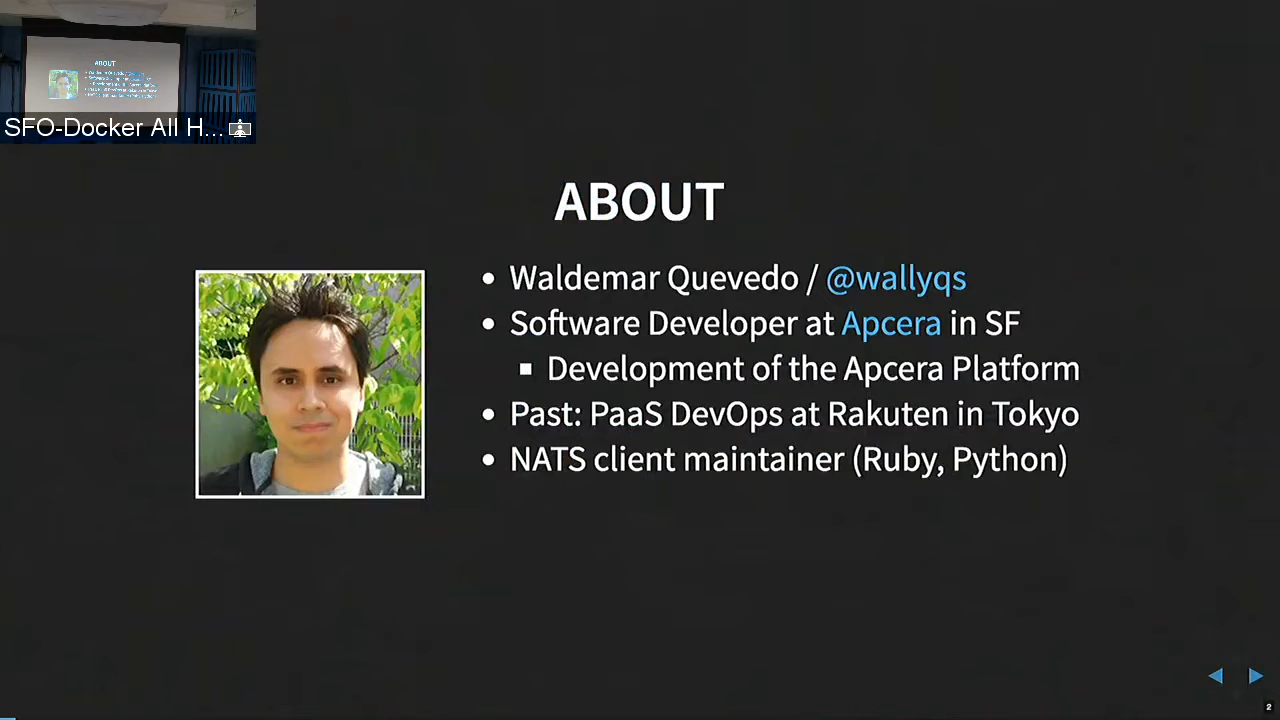 SFO-Docker All H...
ABOUT
Waldemar Quevedo / @wallyqs
Software Developer at Apcera in SF
Development of the Apcera Platform
Past: PaaS DevOps at Rakuten in Tokyo
NATS client maintainer (Ruby, Python)
2